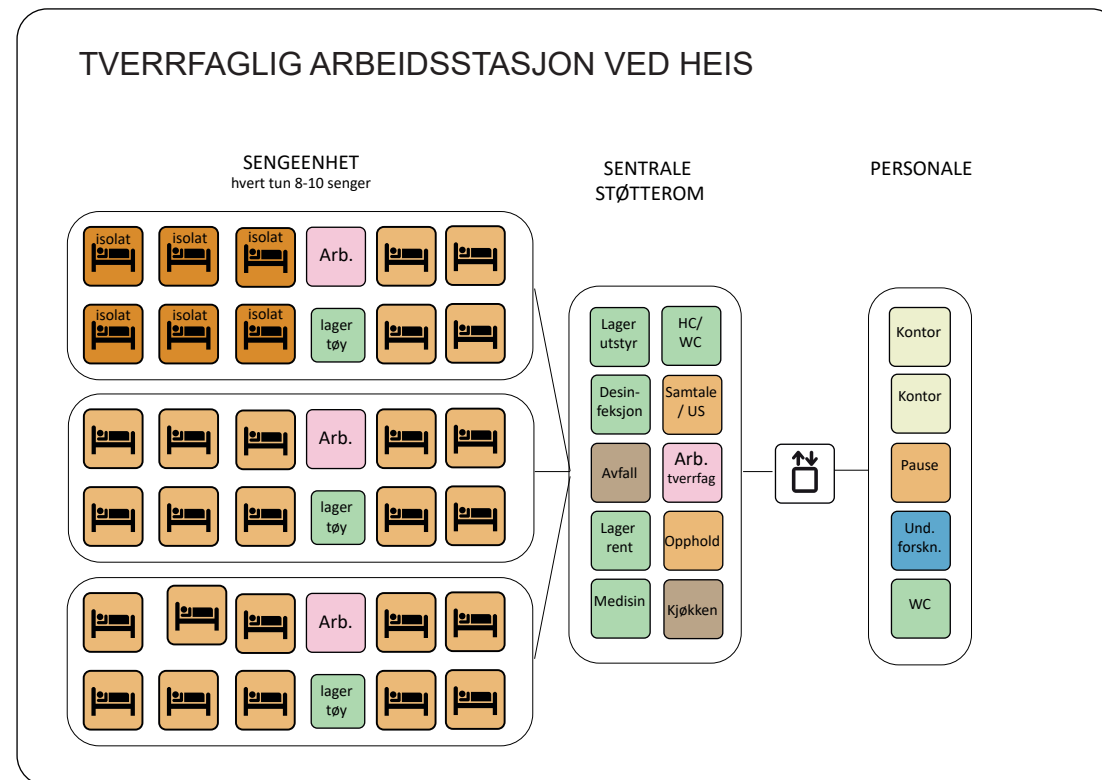 TVERRFAGLIG ARBEIDSSTASJON VED HEIS
SENGEENHET
hvert tun 8-10 senger
SENTRALE
STØTTEROM
PERSONALE
isolat
isolat
isolat
Arb.
isolat
isolat
isolat
lager
tøy
Arb.
lager
tøy
Arb.
lager
tøy
Lager
utstyr
HC/
WC
Desin-
feksjon
Samtale
/ US
Avfall
Arb.
tverrfag
Lager
rent
Opphold
Medisin
Kjøkken
Kontor
Kontor
Pause
Und.
forskn.
WC